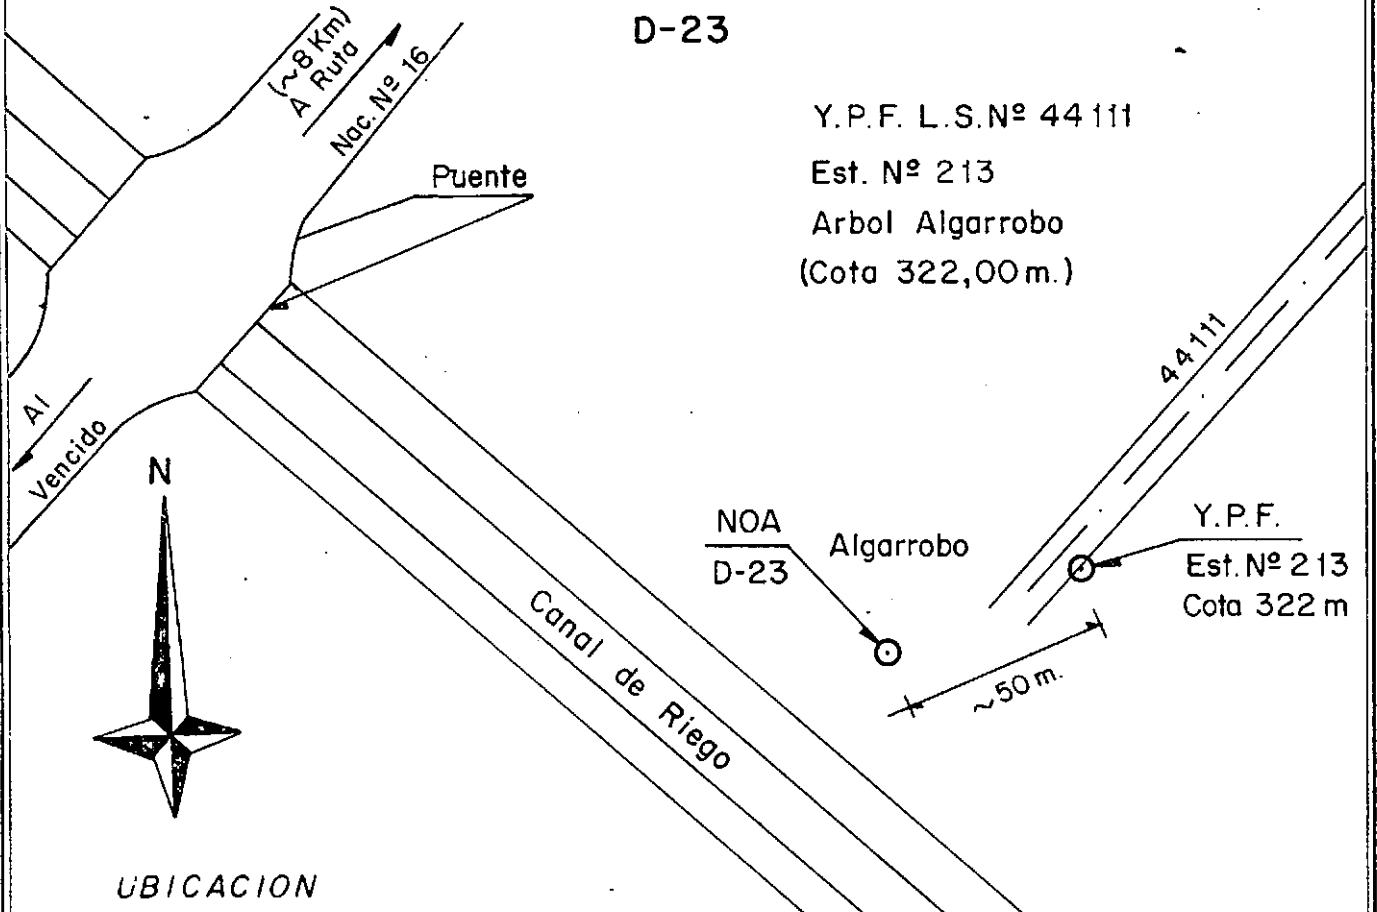 D-23
(~8 Km)
A Ruta
Nac. Nº 16
Puente
Y.P.F. L.S. Nº 44111
Est. Nº 213
Arbol Algarrobo
(Cota 322,00 m.)
44111
Al
Vencido
N
NOA
D-23
Algarrobo
Y.P.F.
Est. Nº 213
Cota 322 m
~50 m.
Canal de Riego
UBICACION